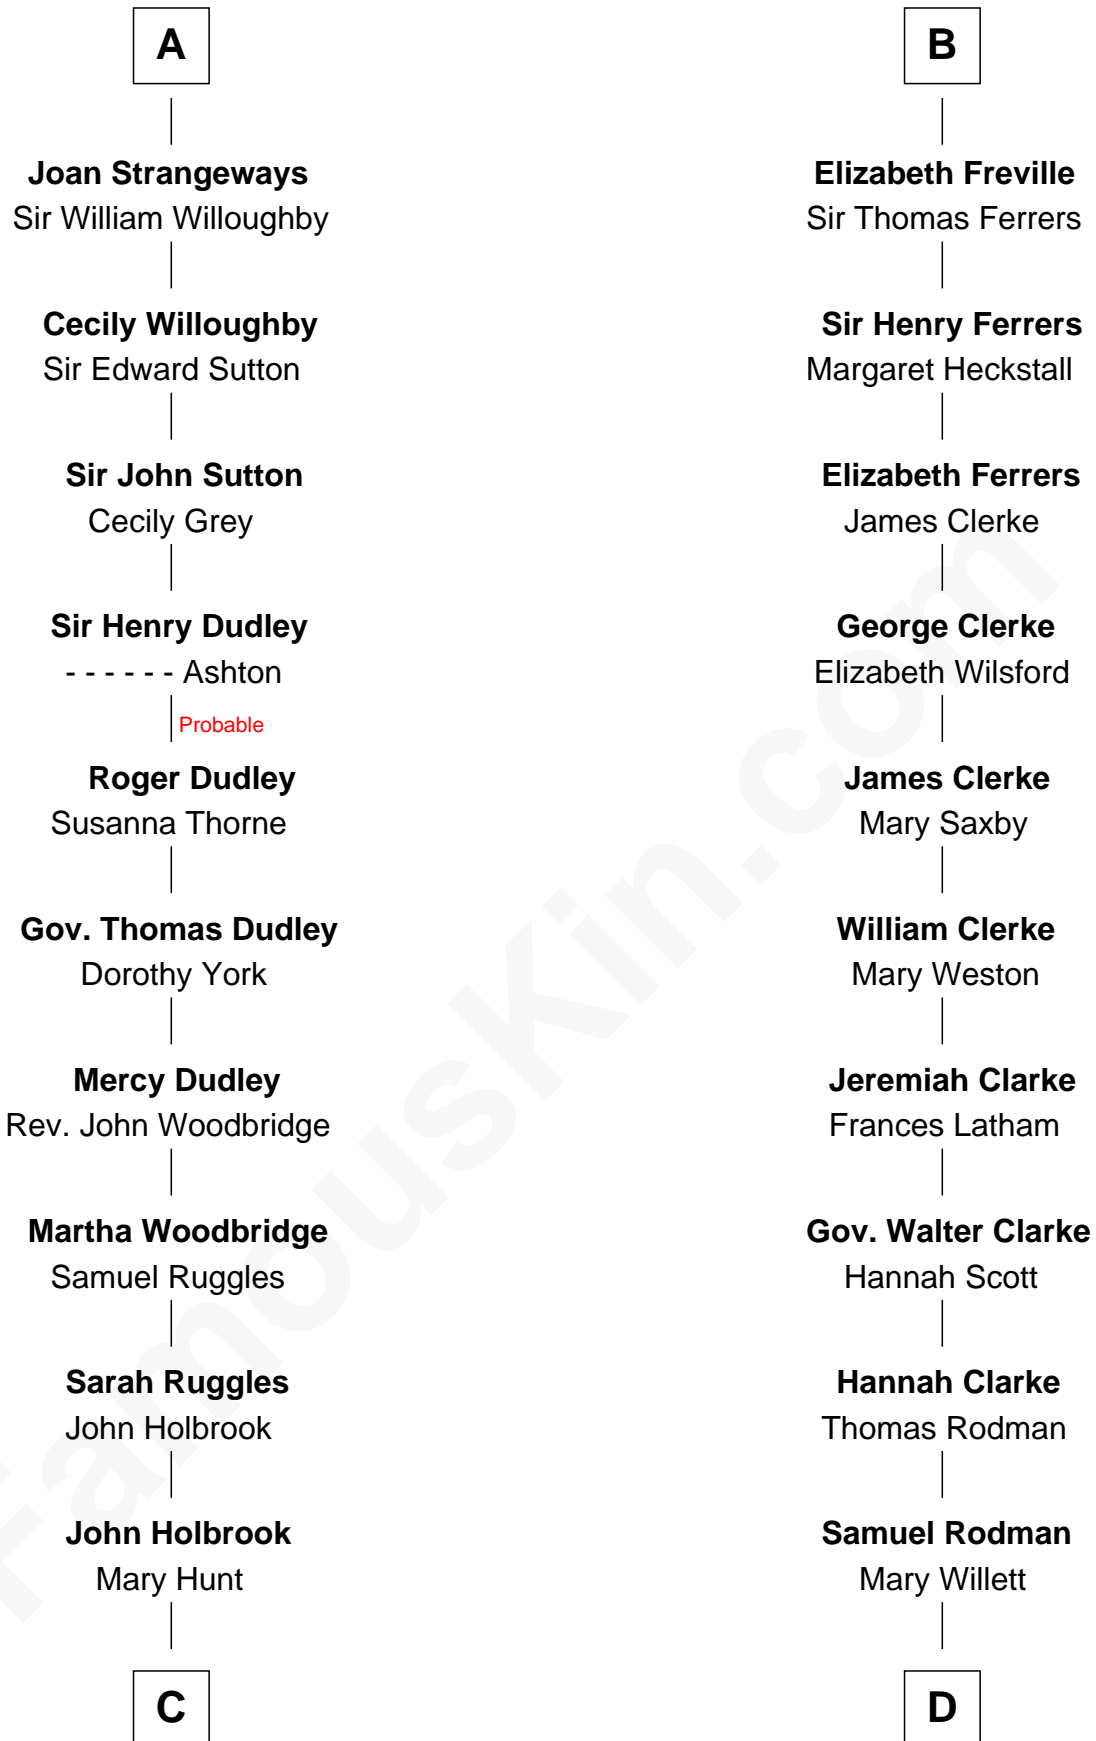 A
Joan Strangeways
Sir William Willoughby
Cecily Willoughby
Sir Edward Sutton
Sir John Sutton
Cecily Grey
Sir Henry Dudley
- - - - - - Ashton
Probable
Roger Dudley
Susanna Thorne
Gov. Thomas Dudley
Dorothy York
Mercy Dudley
Rev. John Woodbridge
Martha Woodbridge
Samuel Ruggles
Sarah Ruggles
John Holbrook
John Holbrook
Mary Hunt
C
B
Elizabeth Freville
Sir Thomas Ferrers
Sir Henry Ferrers
Margaret Heckstall
Elizabeth Ferrers
James Clerke
George Clerke
Elizabeth Wilsford
James Clerke
Mary Saxby
William Clerke
Mary Weston
Jeremiah Clarke
Frances Latham
Gov. Walter Clarke
Hannah Scott
Hannah Clarke
Thomas Rodman
Samuel Rodman
Mary Willett
D
FamousKin.com